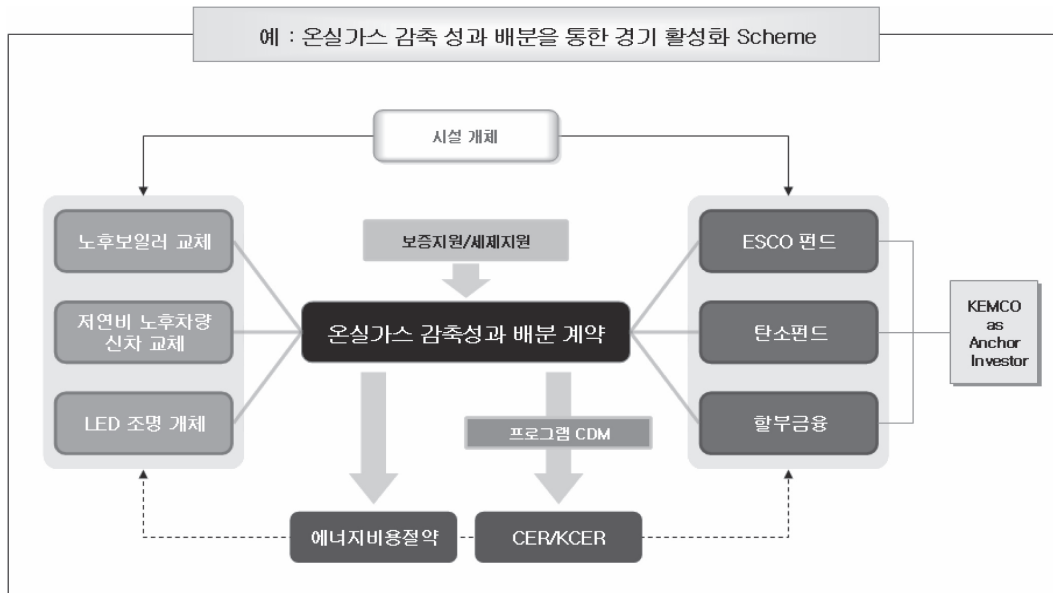 예 : 온실가스 감축 성과 배분을 통한 경기 활성화 Scheme
시설 개체
노후보일러 교체
저연비 노후차량
신차 교체
LED 조명 개체
보증지원/세제지원
온실가스 감축성과 배분 계약
프로그램 CDM
에너지비용절약
CER/KCER
ESCO 펀드
탄소펀드
할부금융
KEMCO
as
Anchor
Investor